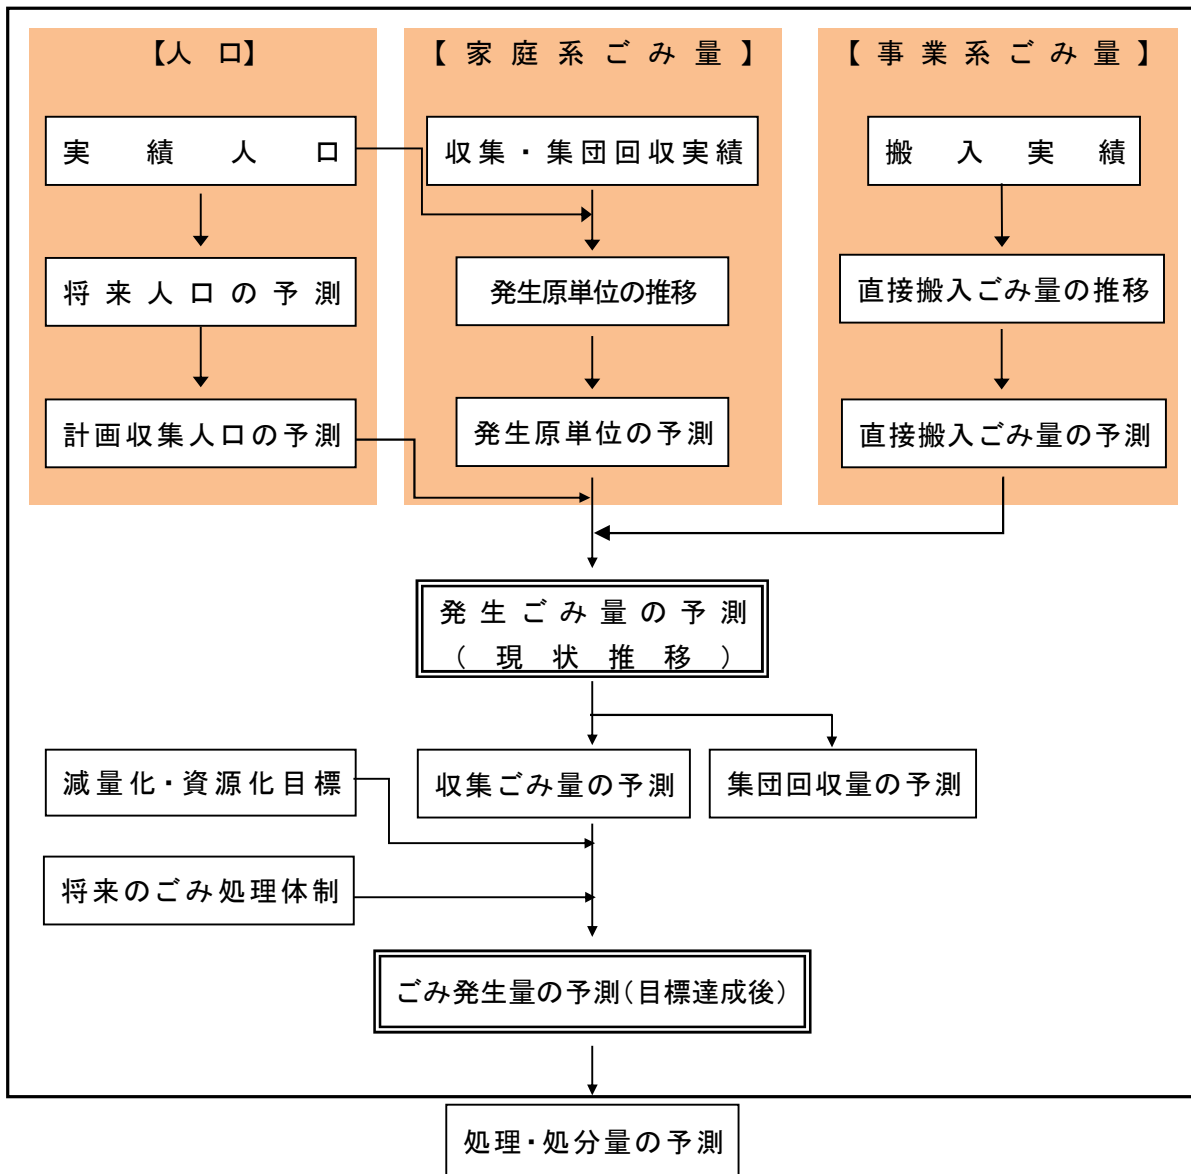 【人 口】
【家庭系ごみ量】
【事業系ごみ量】
実績人口
収集・集団回収実績
搬入実績
将来人口の予測
発生原単位の推移
直接搬入ごみ量の推移
計画収集人口の予測
発生原単位の予測
直接搬入ごみ量の予測
発生ごみ量の予測
(現状推移)
減量化・資源化目標
収集ごみ量の予測
集団回収量の予測
将来のごみ処理体制
ごみ発生量の予測(目標達成後)
処理・処分量の予測